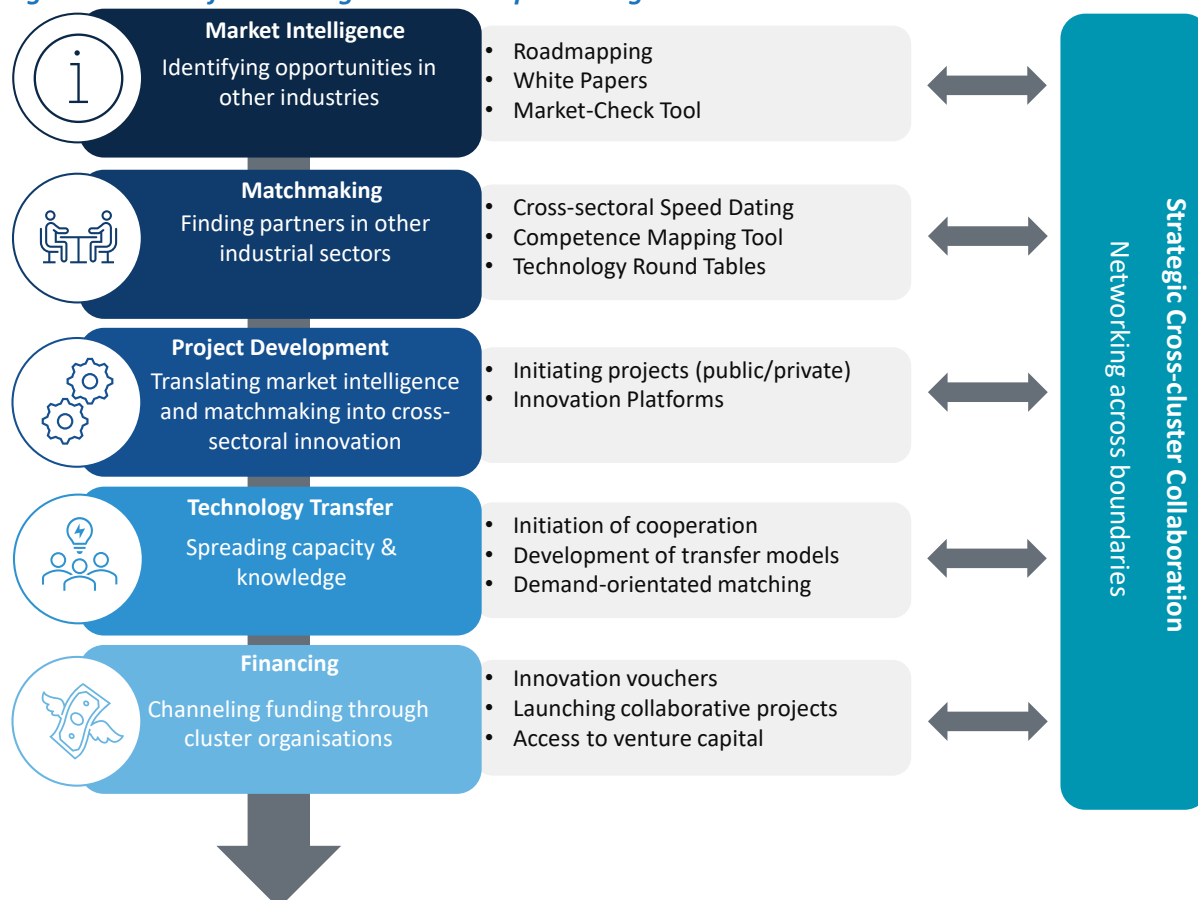 Market Intelligence
Identifying opportunities in
other industries
• Roadmapping
• White Papers
• Market-Check Tool
Matchmaking
Finding partners in other
industrial sectors
• Cross-sectoral Speed Dating
• Competence Mapping Tool
• Technology Round Tables
Project Development
Translating market intelligence
and matchmaking into cross-
sectoral innovation
• Initiating projects (public/private)
• Innovation Platforms
Technology Transfer
Spreading capacity &
knowledge
• Initiation of cooperation
• Development of transfer models
• Demand-orientated matching
Financing
Channeling funding through
cluster organisations
• Innovation vouchers
• Launching collaborative projects
• Access to venture capital
Strategic Cross-cluster Collaboration
Networking across boundaries